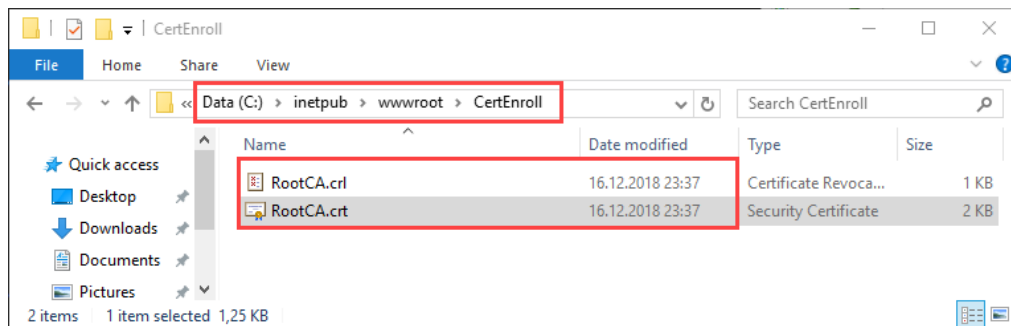 CertEnroll
File Home Share View
« Data (C:) › inetpub › wwwroot › CertEnroll Search CertEnroll
Name Date modified Type Size
Quick access
RootCA.crl 16.12.2018 23:37 Certificate Revoca... 1 KB
Desktop
RootCA.crt 16.12.2018 23:37 Security Certificate 2 KB
Downloads
Documents
Pictures
2 items 1 item selected 1,25 KB